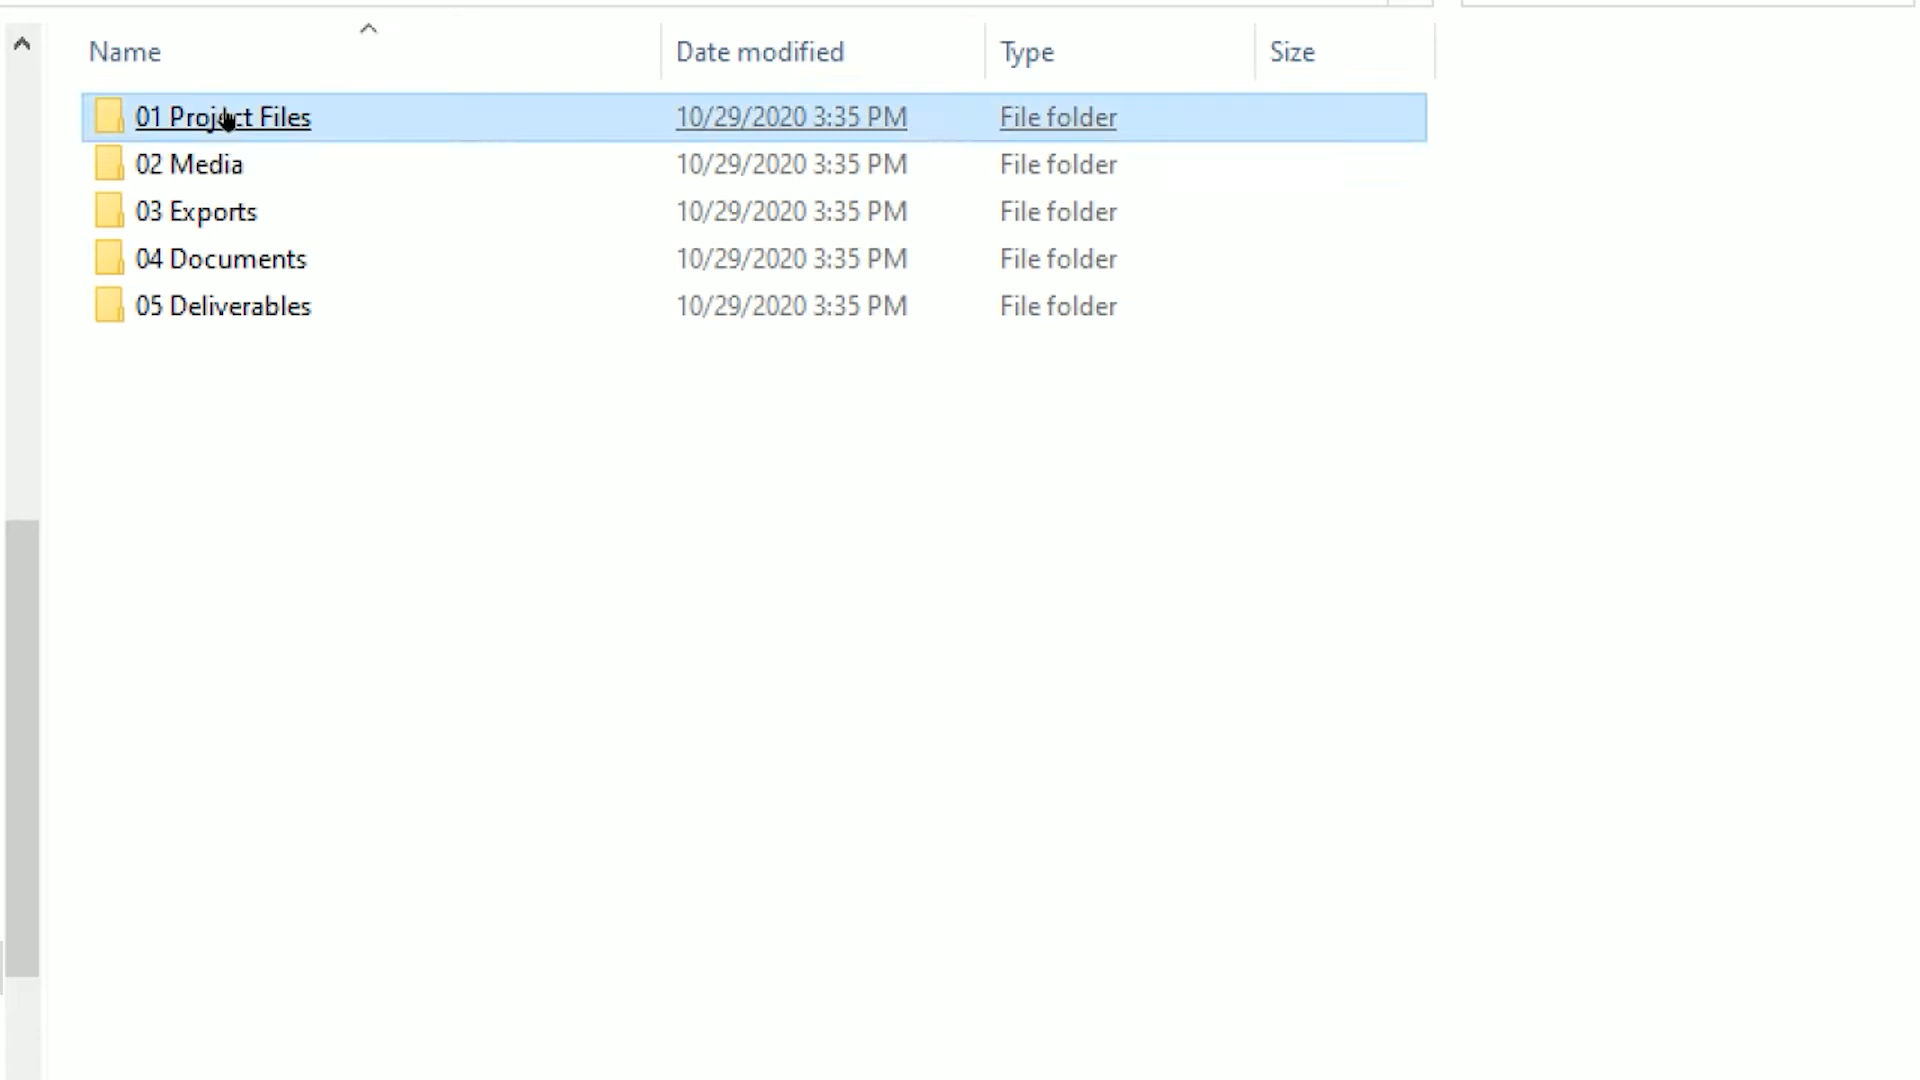 Name Date modified Type Size
01 Project Files 10/29/2020 3:35 PM File folder
02 Media 10/29/2020 3:35 PM File folder
03 Exports 10/29/2020 3:35 PM File folder
04 Documents 10/29/2020 3:35 PM File folder
05 Deliverables 10/29/2020 3:35 PM File folder